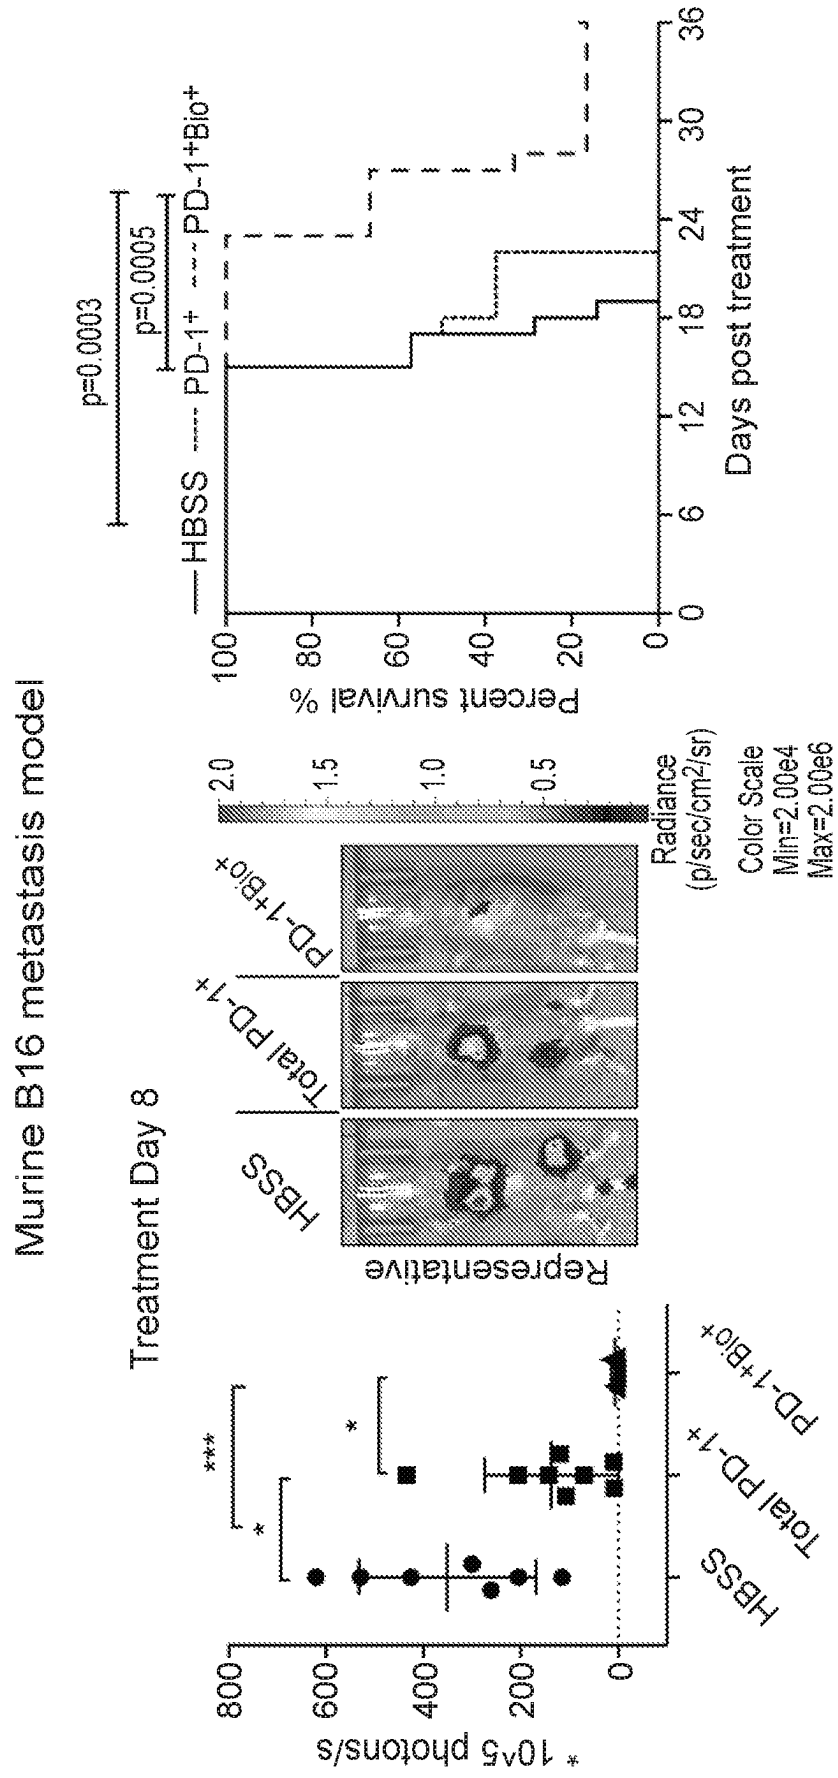 Murine B16 metastasis model
Treatment Day 8
* 10^5 photons/s
800
600
400
200
0
***
*
*
HBSS
Total PD-1+
PD-1+Bio+
Representative
HBSS
Total PD-1+
PD-1+Bio+
2.0
1.5
1.0
0.5
Radiance
(p/sec/cm2/sr)
Color Scale
Min=2.00e4
Max=2.00e6
p=0.0003
p=0.0005
HBSS PD-1+ PD-1+Bio+
Percent survival %
100
80
60
40
20
0
0 6 12 18 24 30 36
Days post treatment